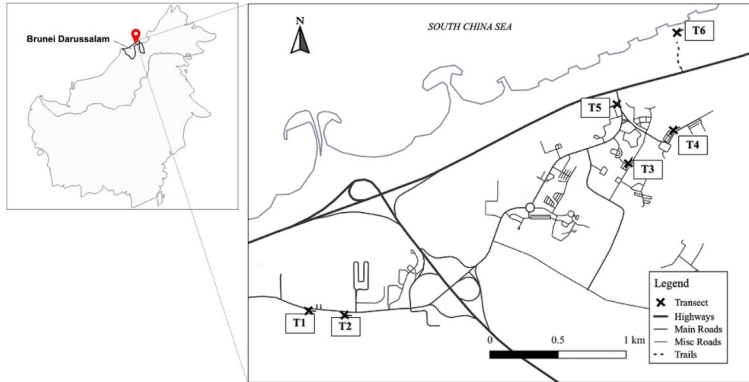 Brunei Darussalam
SOUTH CHINA SEA
N
T6
T5
T4
T3
T1
T2
Legend
Transect
Highways
Main Roads
Misc Roads
Trails
0 0.5 1 km